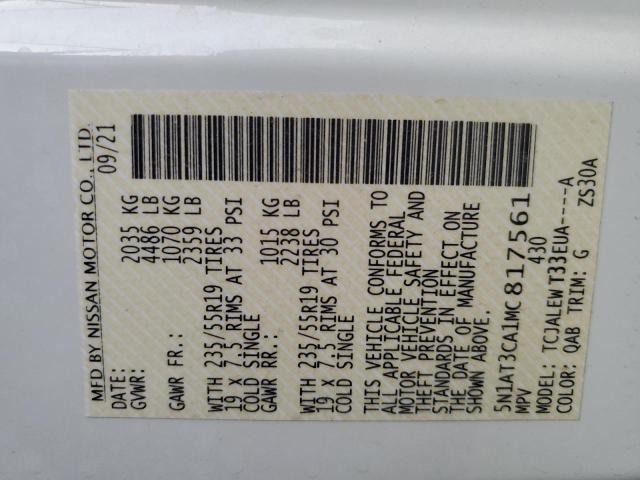 MFD BY NISSAN MOTOR CO., LTD.
DATE: 09/21
GVWR: 2035 KG
4486 LB
GAWR FR.: 1070 KG
2359 LB
WITH 235/55R19 TIRES
19 X 7.5 RIMS AT 33 PSI
COLD SINGLE
GAWR RR.: 1015 KG
2238 LB
WITH 235/55R19 TIRES
19 X 7.5 RIMS AT 30 PSI
COLD SINGLE
THIS VEHICLE CONFORMS TO
ALL APPLICABLE FEDERAL
MOTOR VEHICLE SAFETY AND
THEFT PREVENTION
STANDARDS IN EFFECT ON
THE DATE OF MANUFACTURE
SHOWN ABOVE.
5N1AT3CA1MC817561
MPV 430
MODEL: TCJALEWT33EUA----A
COLOR: QAB TRIM: G ZS30A